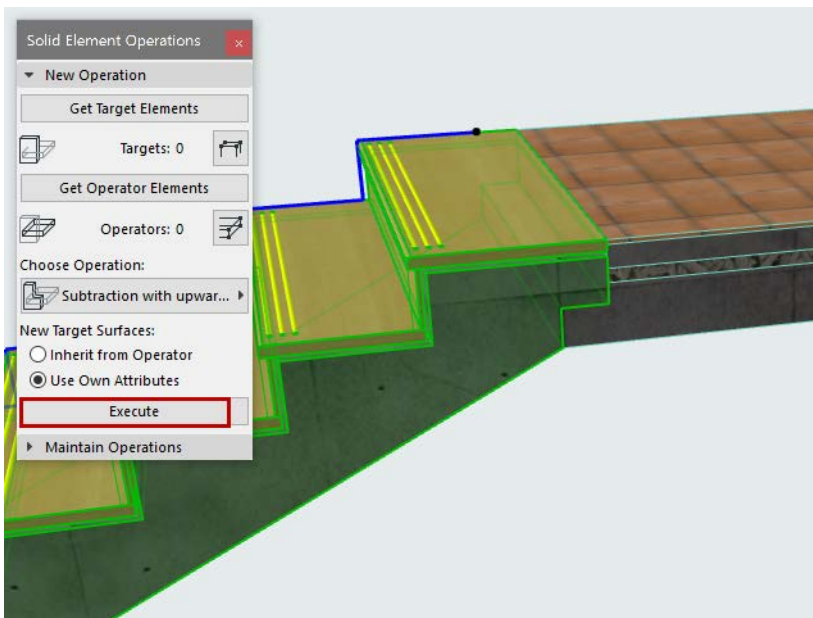 Solid Element Operations
New Operation
Get Target Elements
Targets: 0
Get Operator Elements
Operators: 0
Choose Operation:
Subtraction with upwar...
New Target Surfaces:
Inherit from Operator
Use Own Attributes
Execute
Maintain Operations